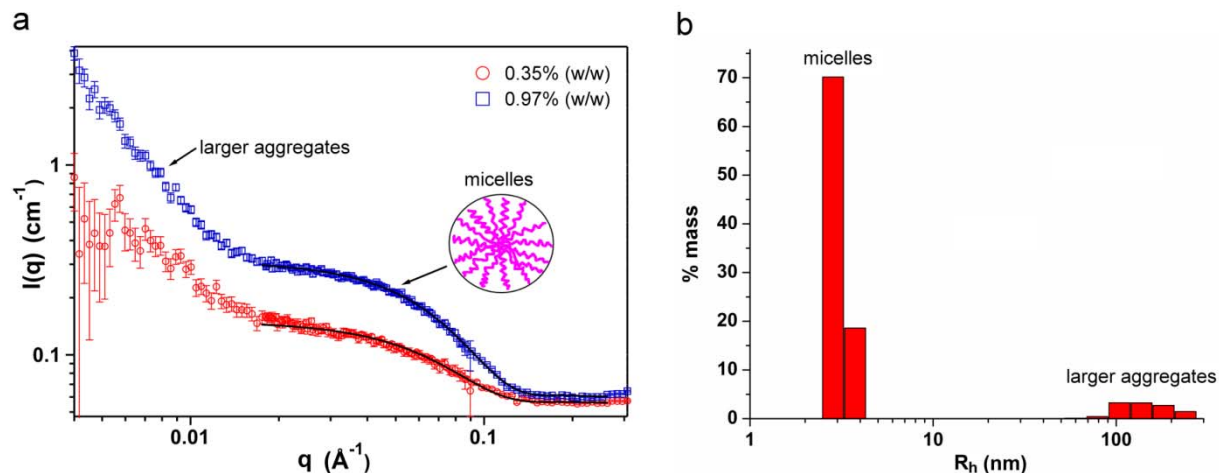 a
0.35% (w/w)
0.97% (w/w)
larger aggregates
micelles
1
0.1
I(q) (cm⁻¹)
0.01
0.1
q (Å⁻¹)
b
micelles
larger aggregates
70
60
50
40
30
20
10
0
% mass
1
10
100
Rₕ (nm)